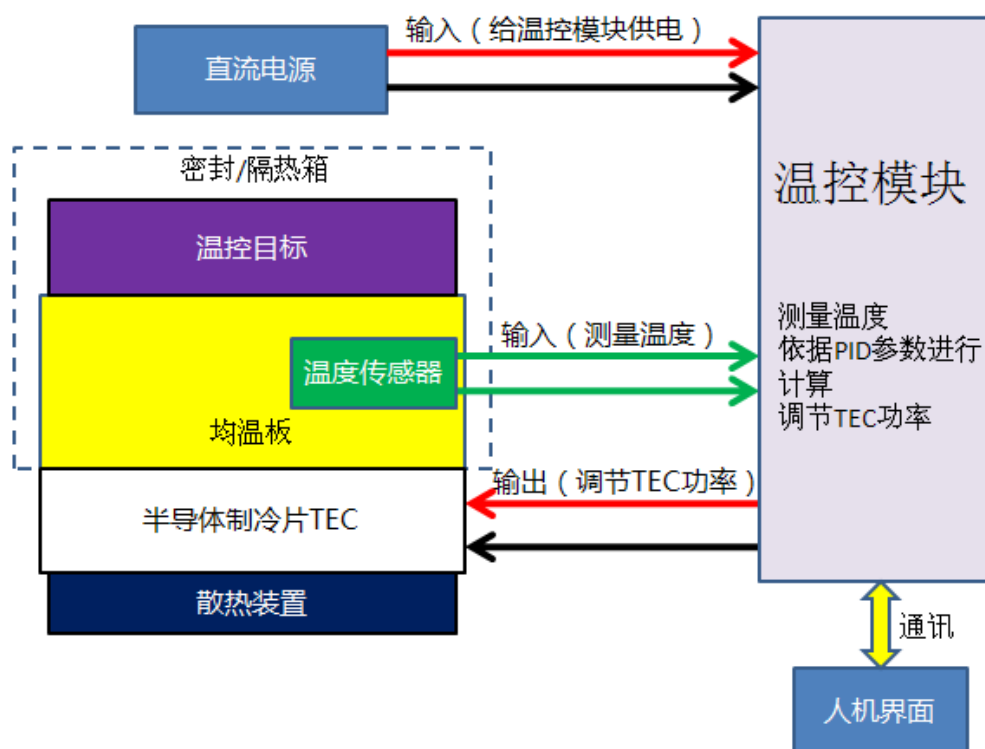 输入（给温控模块供电）
直流电源
密封/隔热箱
温控模块
温控目标
输入（测量温度）
温度传感器
测量温度
依据PID参数进行
计算
调节TEC功率
均温板
输出（调节TEC功率）
半导体制冷片TEC
散热装置
通讯
人机界面